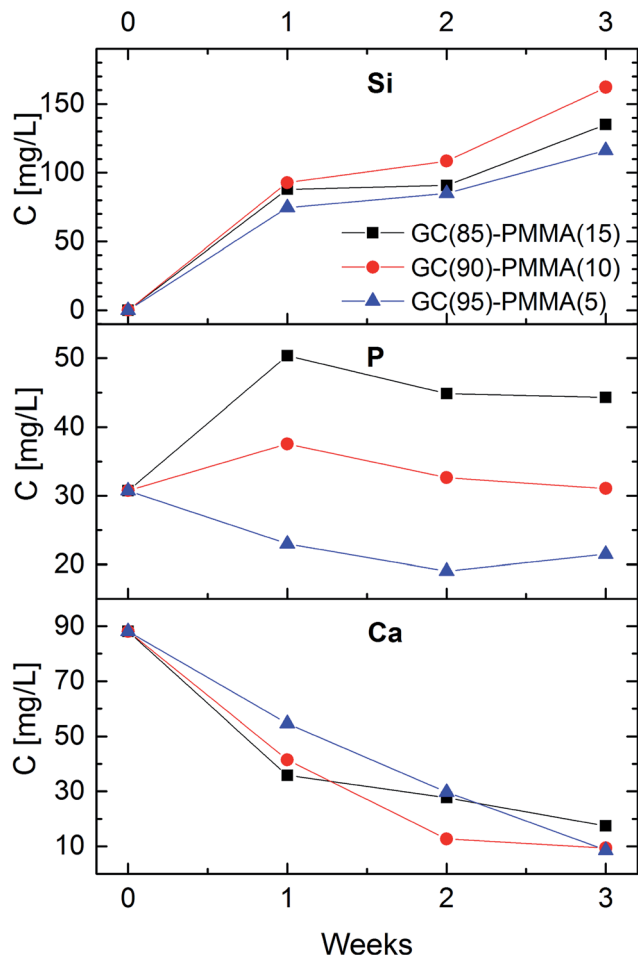 0 1 2 3
Si
150
100
50
0
C [mg/L]
GC(85)-PMMA(15)
GC(90)-PMMA(10)
GC(95)-PMMA(5)
P
50
40
30
20
C [mg/L]
Ca
90
70
50
30
10
C [mg/L]
0 1 2 3
Weeks